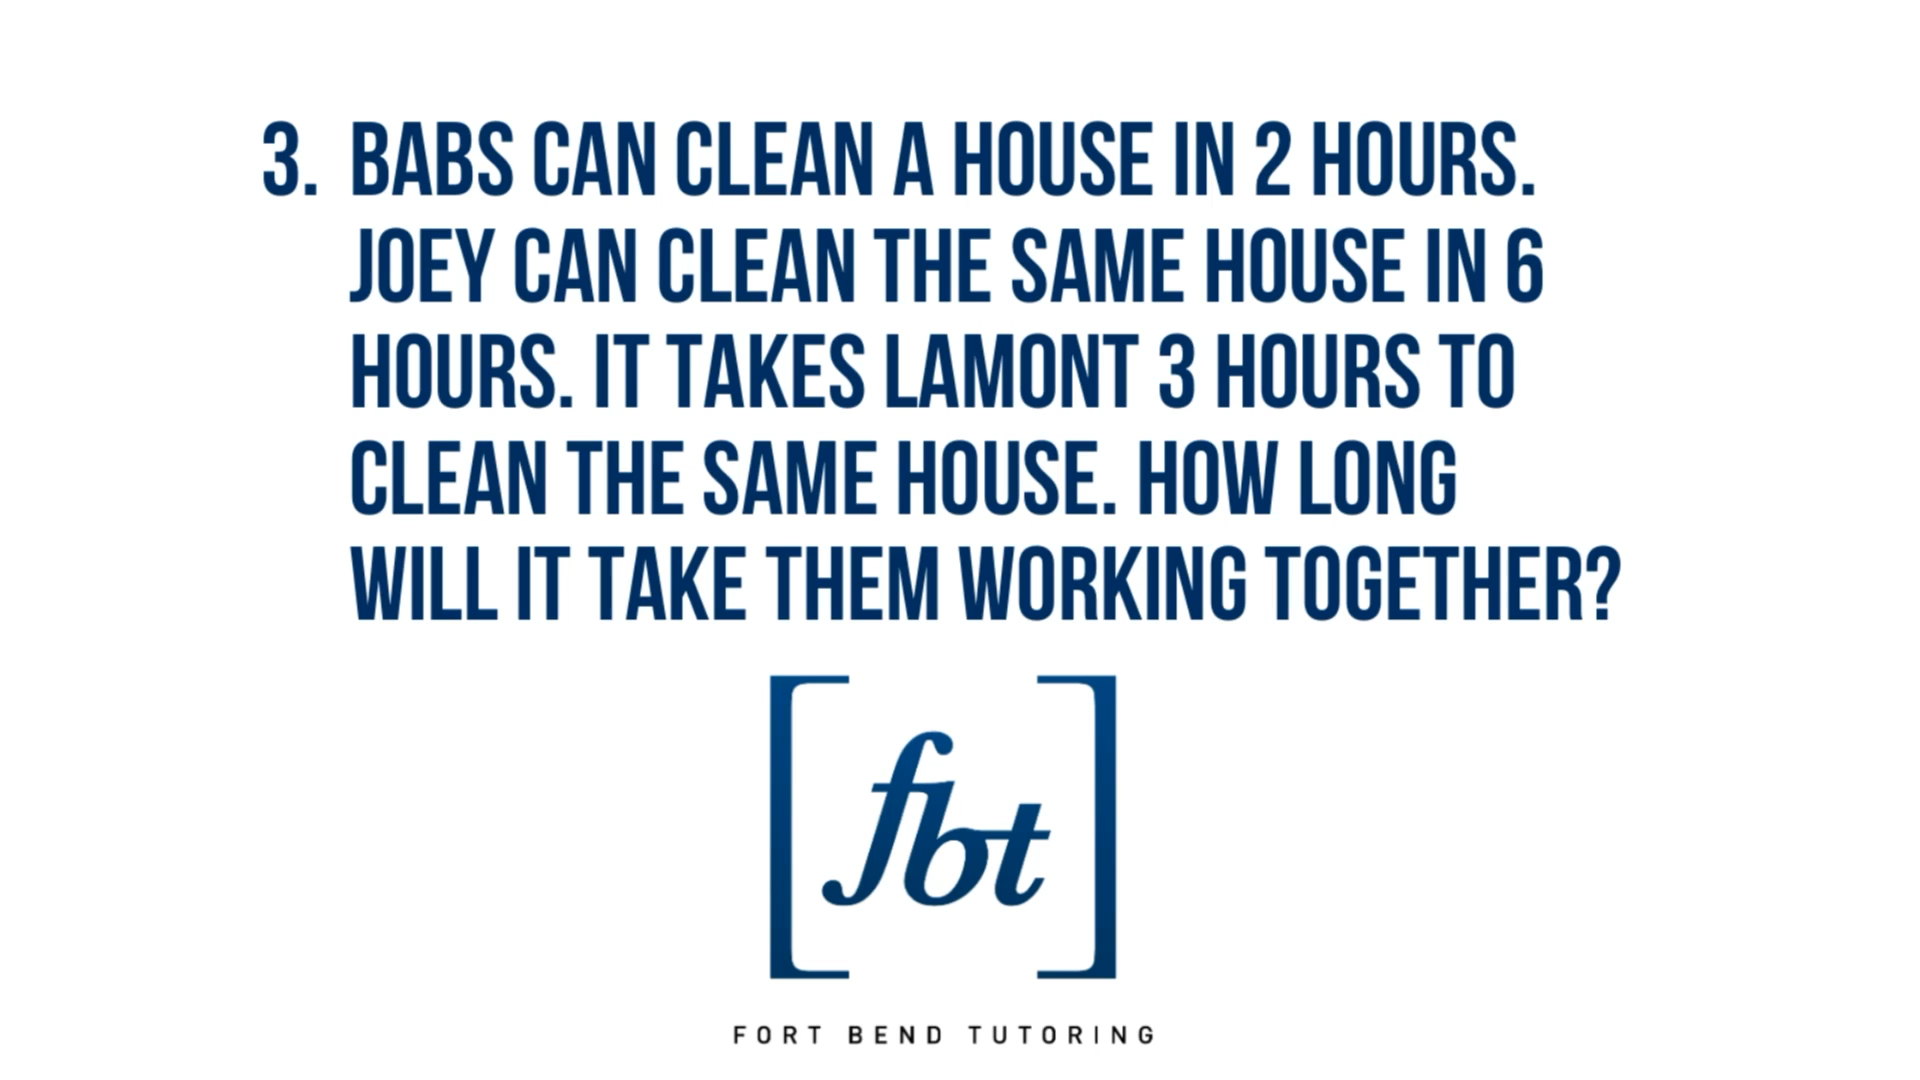 3. BABS CAN CLEAN A HOUSE IN 2 HOURS.
JOEY CAN CLEAN THE SAME HOUSE IN 6
HOURS. IT TAKES LAMONT 3 HOURS TO
CLEAN THE SAME HOUSE. HOW LONG
WILL IT TAKE THEM WORKING TOGETHER?
fbt
FORT BEND TUTORING